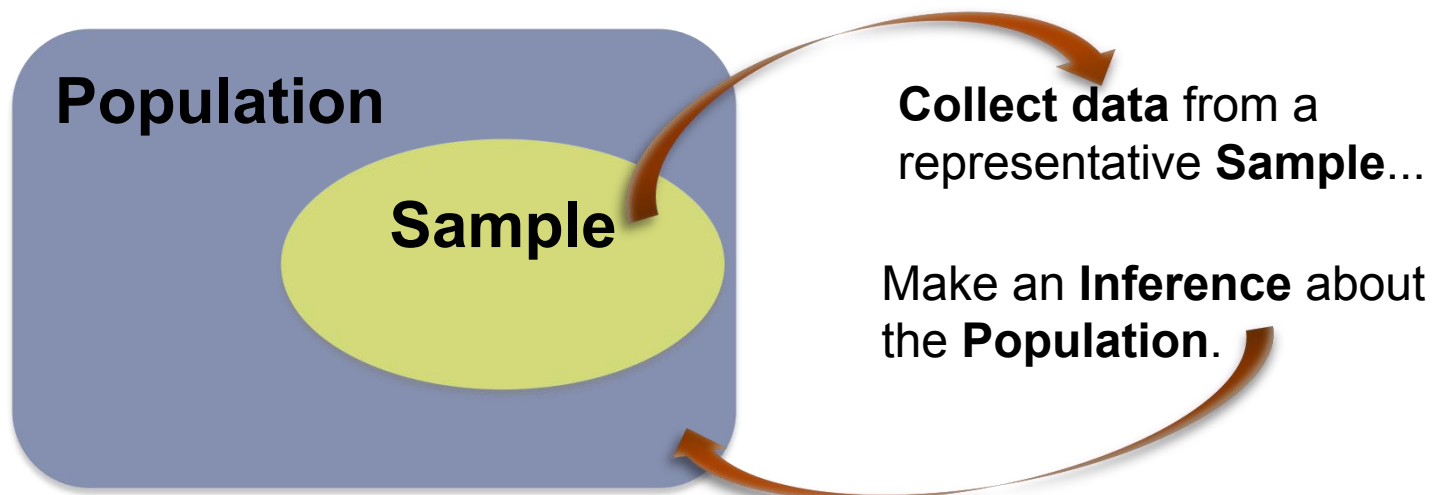 Population
Sample
Collect data from a
representative Sample...
Make an Inference about
the Population.